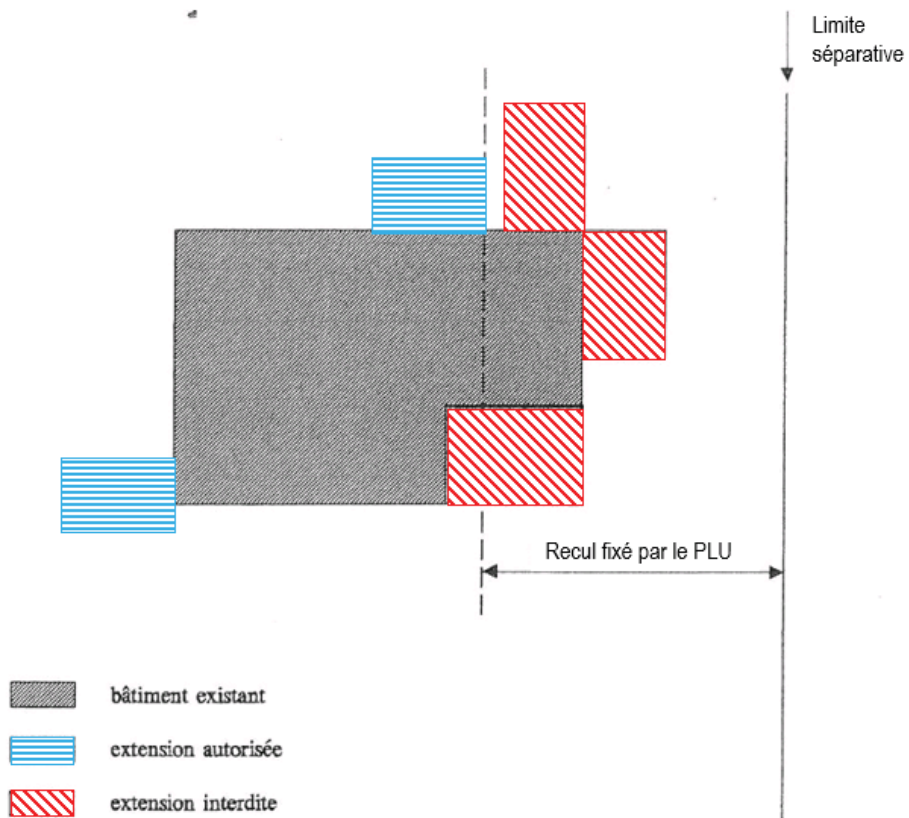 Limite
séparative
Recul fixé par le PLU
bâtiment existant
extension autorisée
extension interdite